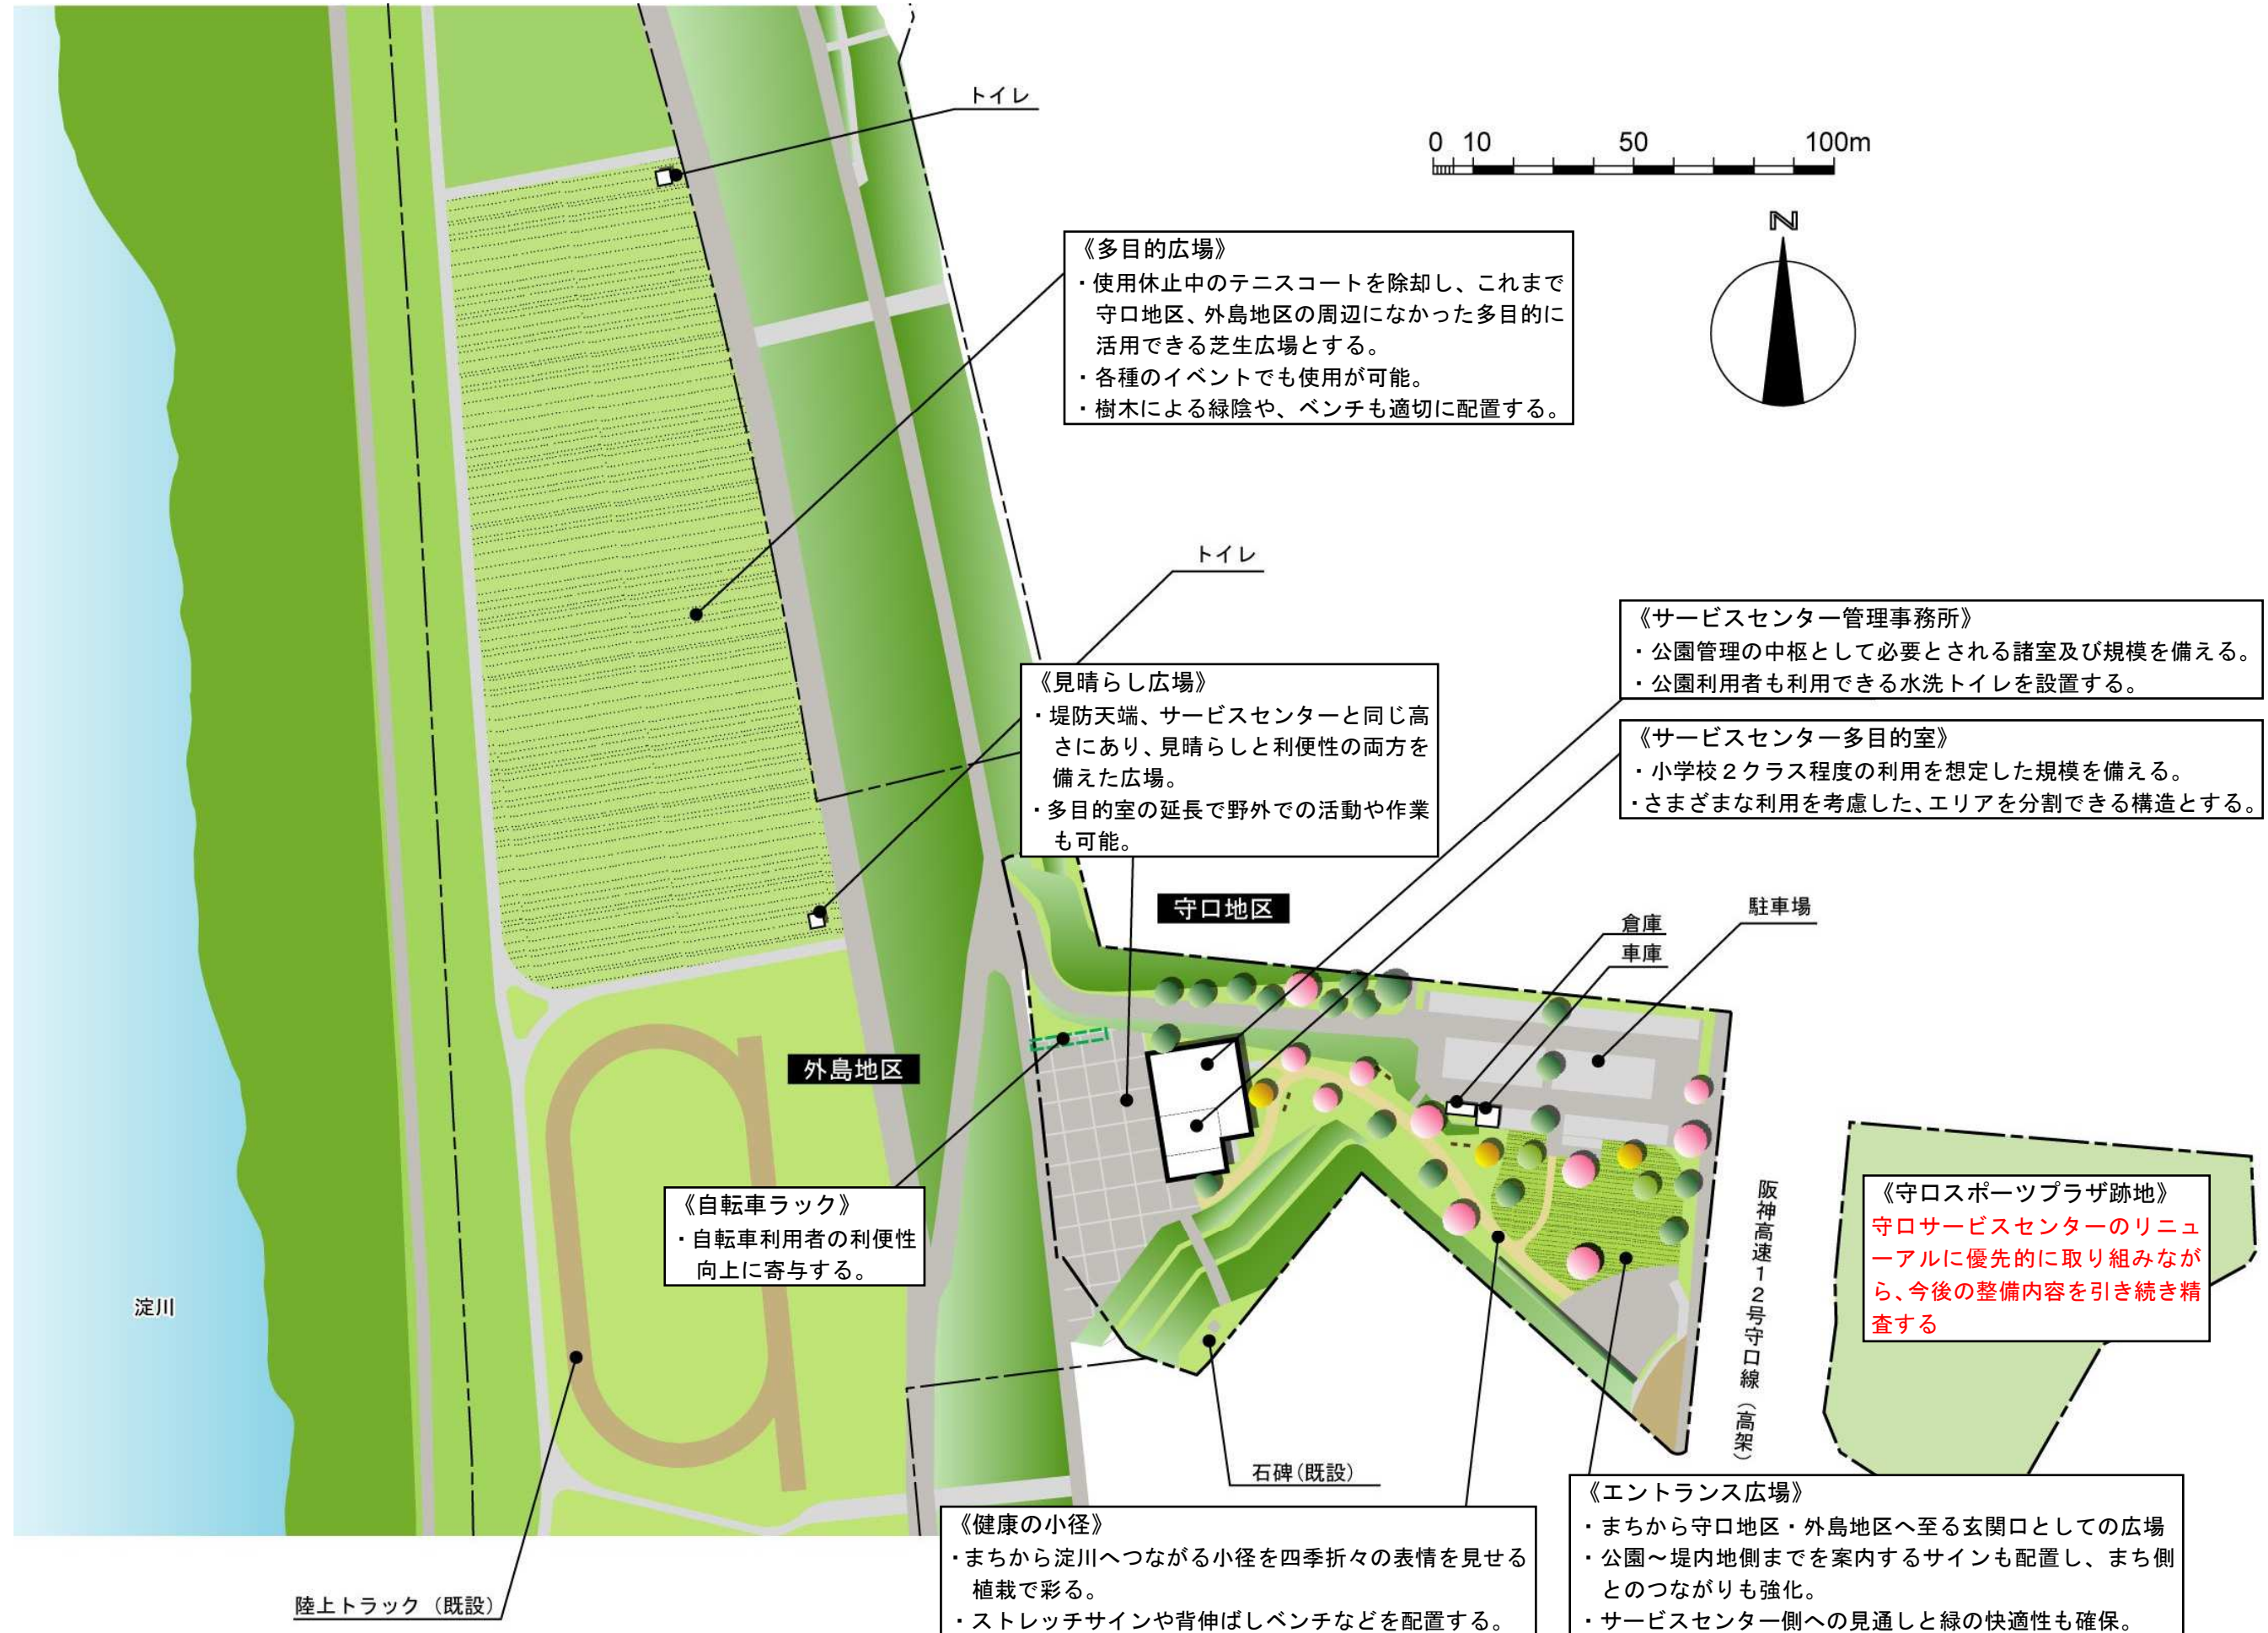 トイレ
0 10 50 100m
N
《多目的広場》
・使用休止中のテニスコートを除却し、これまで
守口地区、外島地区の周辺になかった多目的に
活用できる芝生広場とする。
・各種のイベントでも使用が可能。
・樹木による緑陰や、ベンチも適切に配置する。
トイレ
《サービスセンター管理事務所》
・公園管理の中枢として必要とされる諸室及び規模を備える。
・公園利用者も利用できる水洗トイレを設置する。
《見晴らし広場》
・堤防天端、サービスセンターと同じ高
さにあり、見晴らしと利便性の両方を
備えた広場。
・多目的室の延長で野外での活動や作業
も可能。
《サービスセンター多目的室》
・小学校２クラス程度の利用を想定した規模を備える。
・さまざまな利用を考慮した、エリアを分割できる構造とする。
守口地区
倉庫
車庫
駐車場
外島地区
《自転車ラック》
・自転車利用者の利便性
向上に寄与する。
阪神高速１２号守口線（高架）
《守口スポーツプラザ跡地》
守口サービスセンターのリニュ
ーアルに優先的に取り組みなが
ら、今後の整備内容を引き続き精
査する
淀川
石碑（既設）
《健康の小径》
・まちから淀川へつながる小径を四季折々の表情を見せる
植栽で彩る。
・ストレッチサインや背伸ばしベンチなどを配置する。
《エントランス広場》
・まちから守口地区・外島地区へ至る玄関口としての広場
・公園～堤内地側までを案内するサインも配置し、まち側
とのつながりも強化。
・サービスセンター側への見通しと緑の快適性も確保。
陸上トラック（既設）